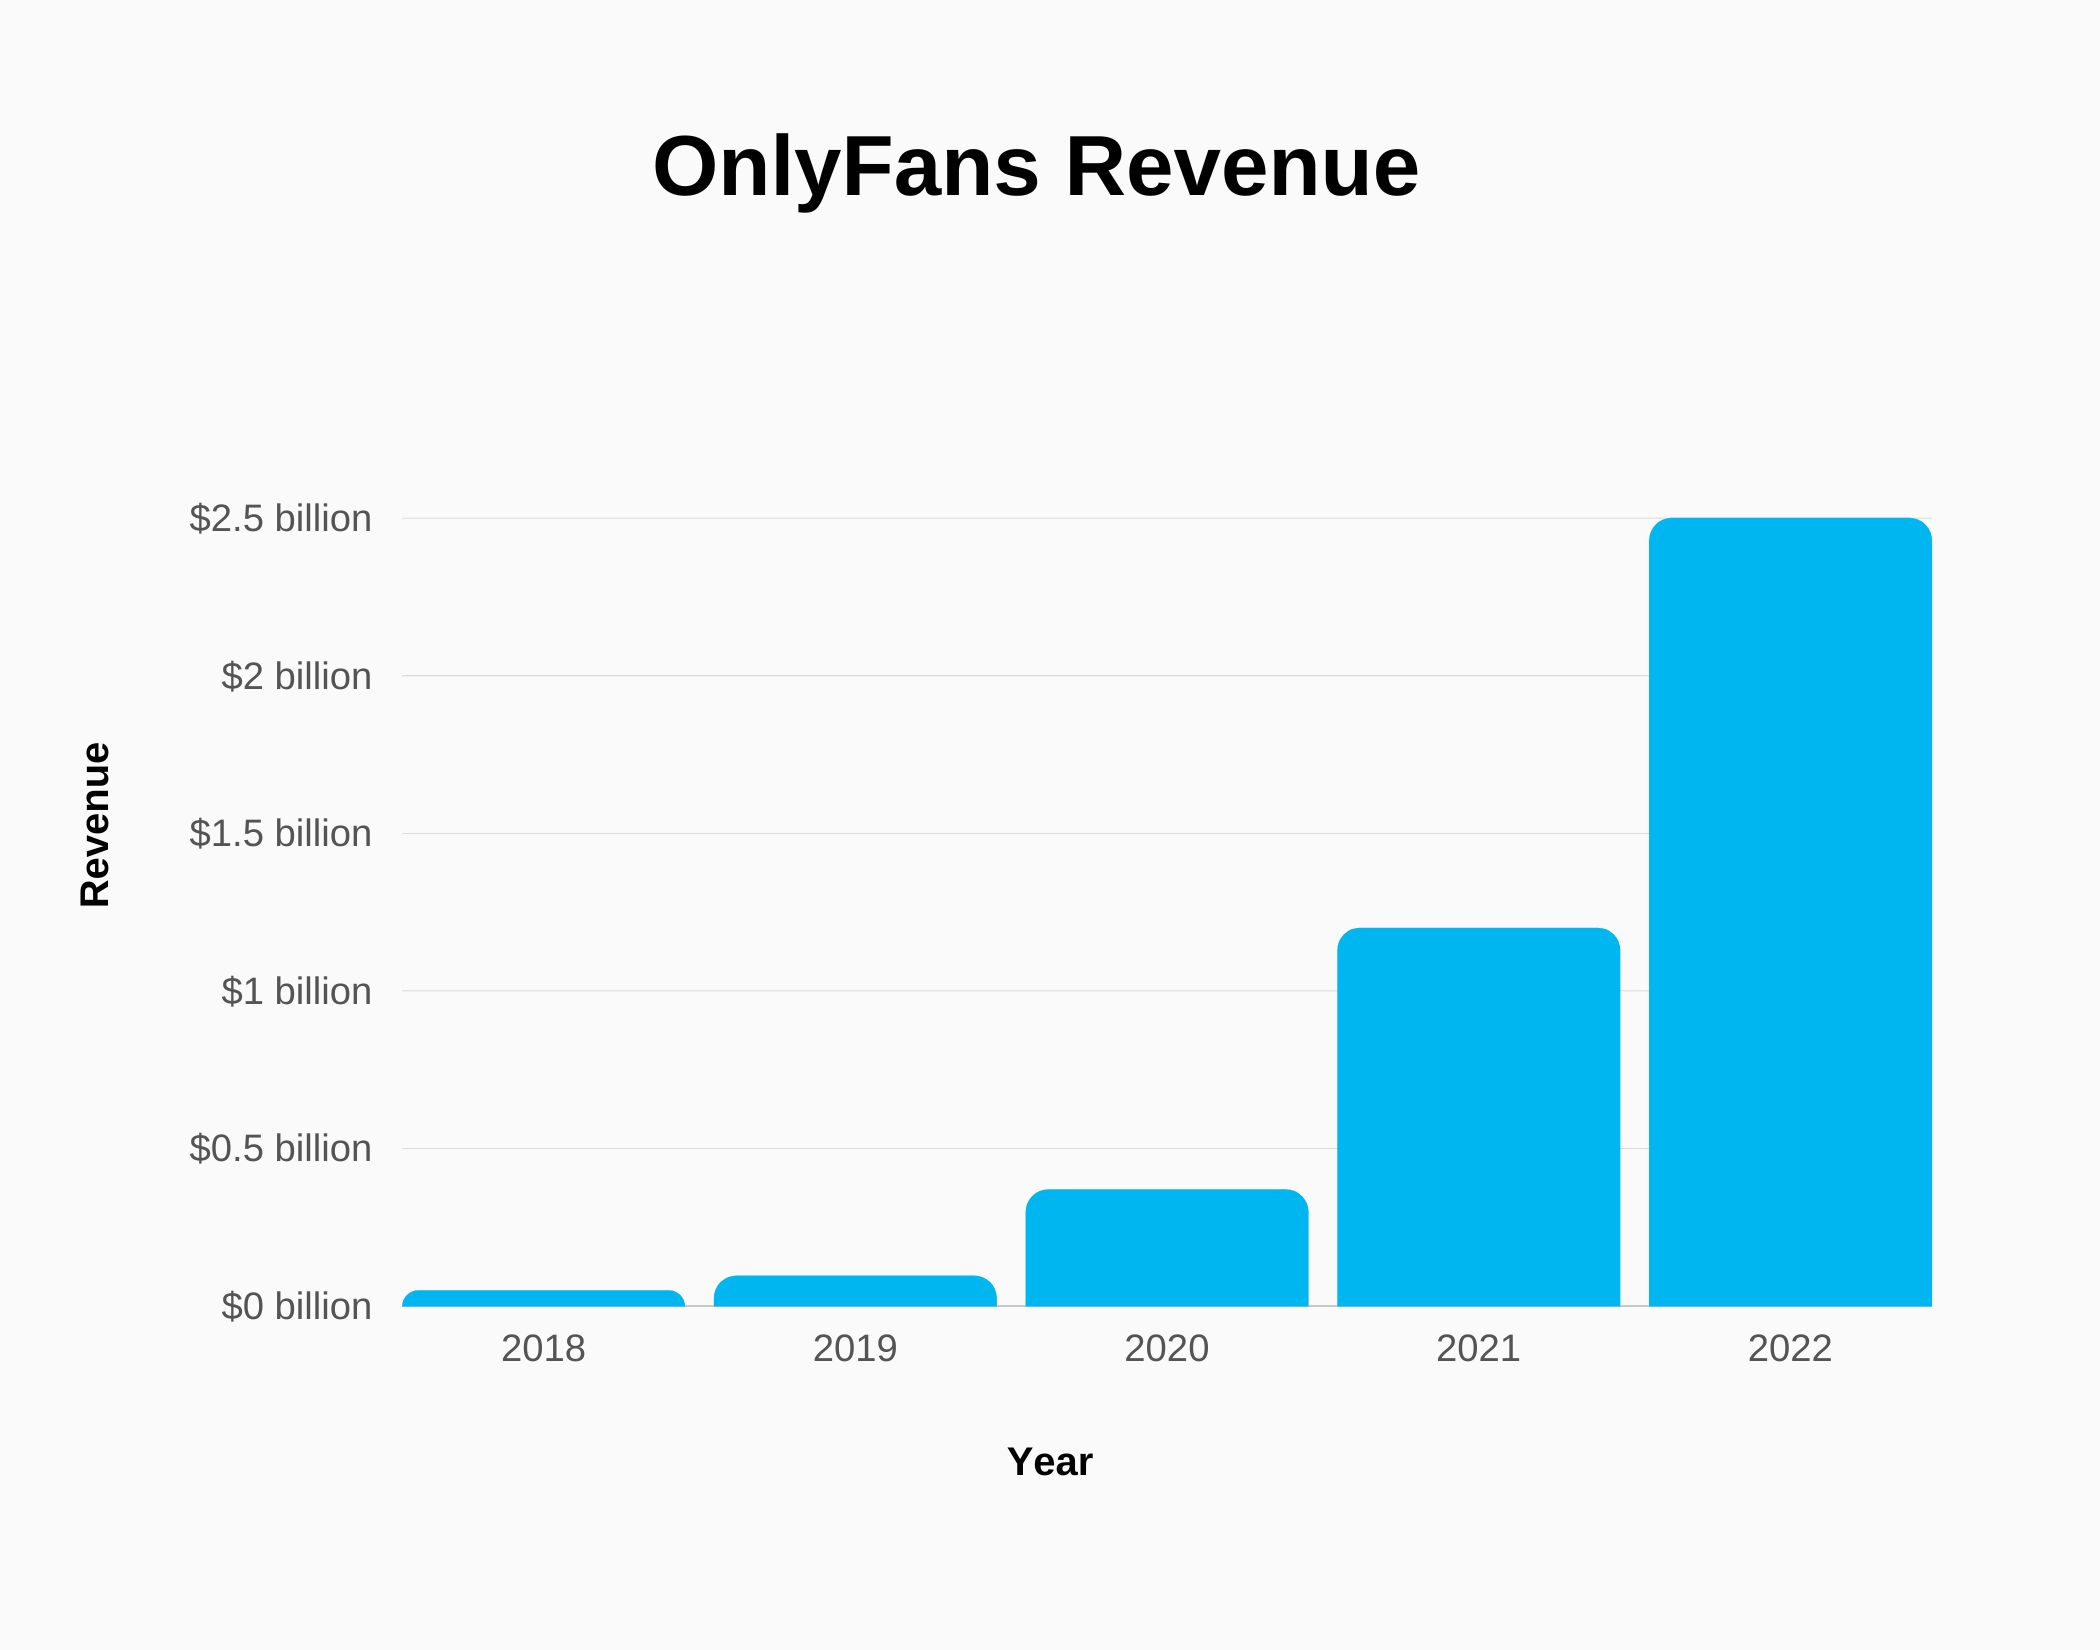 OnlyFans Revenue
$2.5 billion
$2 billion
$1.5 billion
$1 billion
$0.5 billion
$0 billion
Revenue
2018
2019
2020
2021
2022
Year